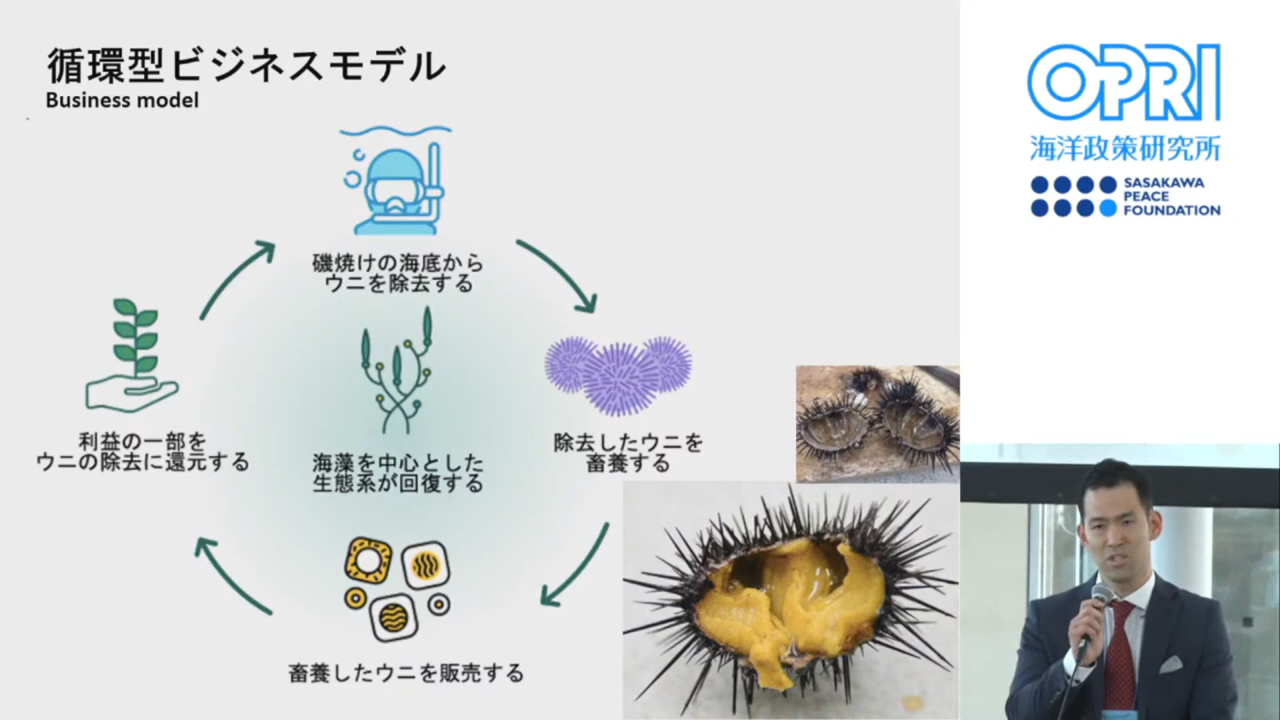 循環型ビジネスモデル
Business model
磯焼けの海底から
ウニを除去する
除去したウニを
畜養する
畜養したウニを販売する
利益の一部を
ウニの除去に還元する
海藻を中心とした
生態系が回復する
OPRI
海洋政策研究所
SASAKAWA
PEACE
FOUNDATION